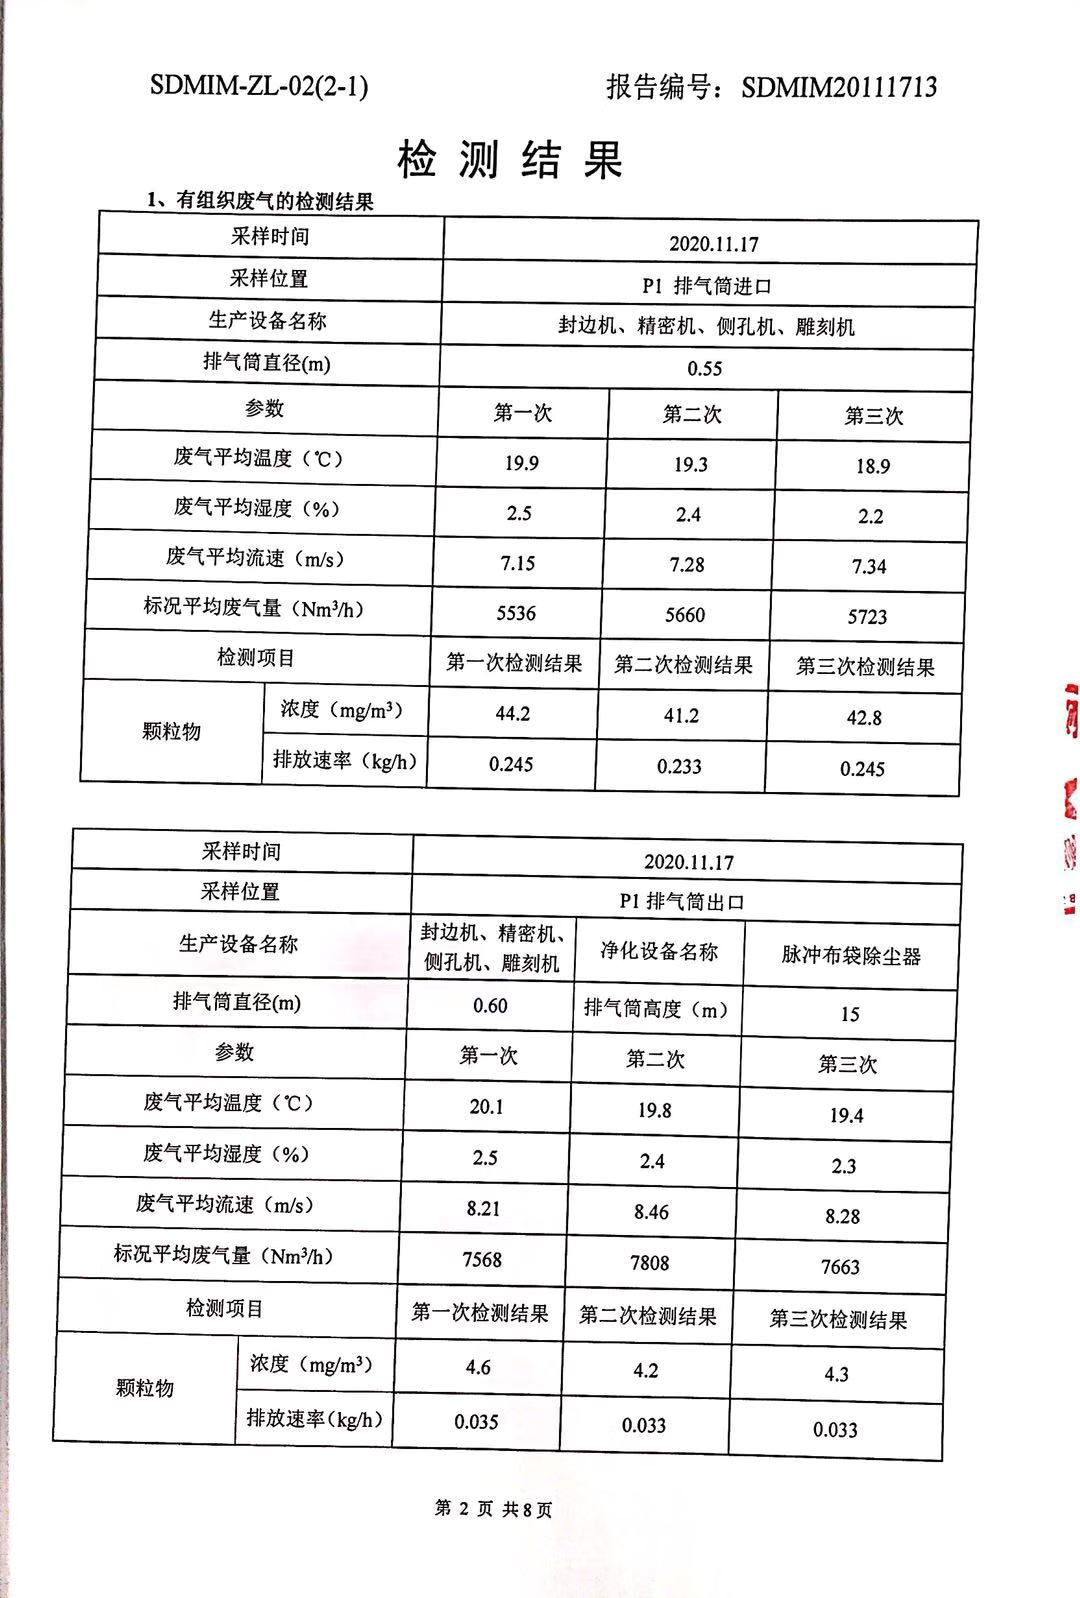 SDMIM-ZL-02(2-1) 报告编号：SDMIM20111713
检测结果
1、有组织废气的检测结果
采样时间 2020.11.17
采样位置 P1 排气筒进口
生产设备名称 封边机、精密机、侧孔机、雕刻机
排气筒直径(m) 0.55
参数 第一次 第二次 第三次
废气平均温度（℃） 19.9 19.3 18.9
废气平均湿度（%） 2.5 2.4 2.2
废气平均流速（m/s） 7.15 7.28 7.34
标况平均废气量（Nm³/h） 5536 5660 5723
检测项目 第一次检测结果 第二次检测结果 第三次检测结果
颗粒物 浓度（mg/m³） 44.2 41.2 42.8
排放速率（kg/h） 0.245 0.233 0.245
采样时间 2020.11.17
采样位置 P1 排气筒出口
生产设备名称 封边机、精密机、 净化设备名称 脉冲布袋除尘器
侧孔机、雕刻机
排气筒直径(m) 0.60 排气筒高度（m） 15
参数 第一次 第二次 第三次
废气平均温度（℃） 20.1 19.8 19.4
废气平均湿度（%） 2.5 2.4 2.3
废气平均流速（m/s） 8.21 8.46 8.28
标况平均废气量（Nm³/h） 7568 7808 7663
检测项目 第一次检测结果 第二次检测结果 第三次检测结果
颗粒物 浓度（mg/m³） 4.6 4.2 4.3
排放速率（kg/h） 0.035 0.033 0.033
第 2 页 共8页